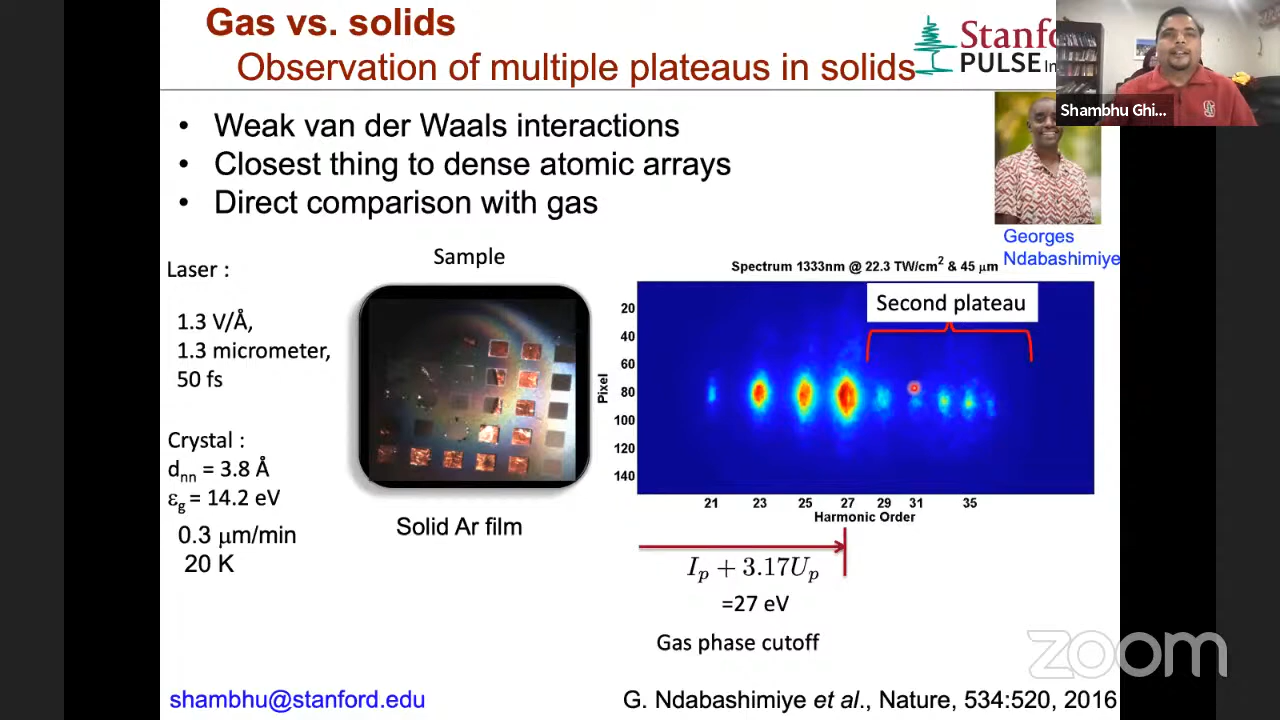 Gas vs. solids
Observation of multiple plateaus in solids
Stanf
PULSE In
Shambhu Ghi...
• Weak van der Waals interactions
• Closest thing to dense atomic arrays
• Direct comparison with gas
Georges
Ndabashimiye
Laser :
1.3 V/Å,
1.3 micrometer,
50 fs
Crystal :
dnn = 3.8 Å
εg = 14.2 eV
0.3 μm/min
20 K
Sample
Solid Ar film
Spectrum 1333nm @ 22.3 TW/cm² & 45 μm
Second plateau
Pixel
20
40
60
80
100
120
140
21 23 25 27 29 31 35
Harmonic Order
Ip + 3.17Up
=27 eV
Gas phase cutoff
zoom
shambhu@stanford.edu
G. Ndabashimiye et al., Nature, 534:520, 2016